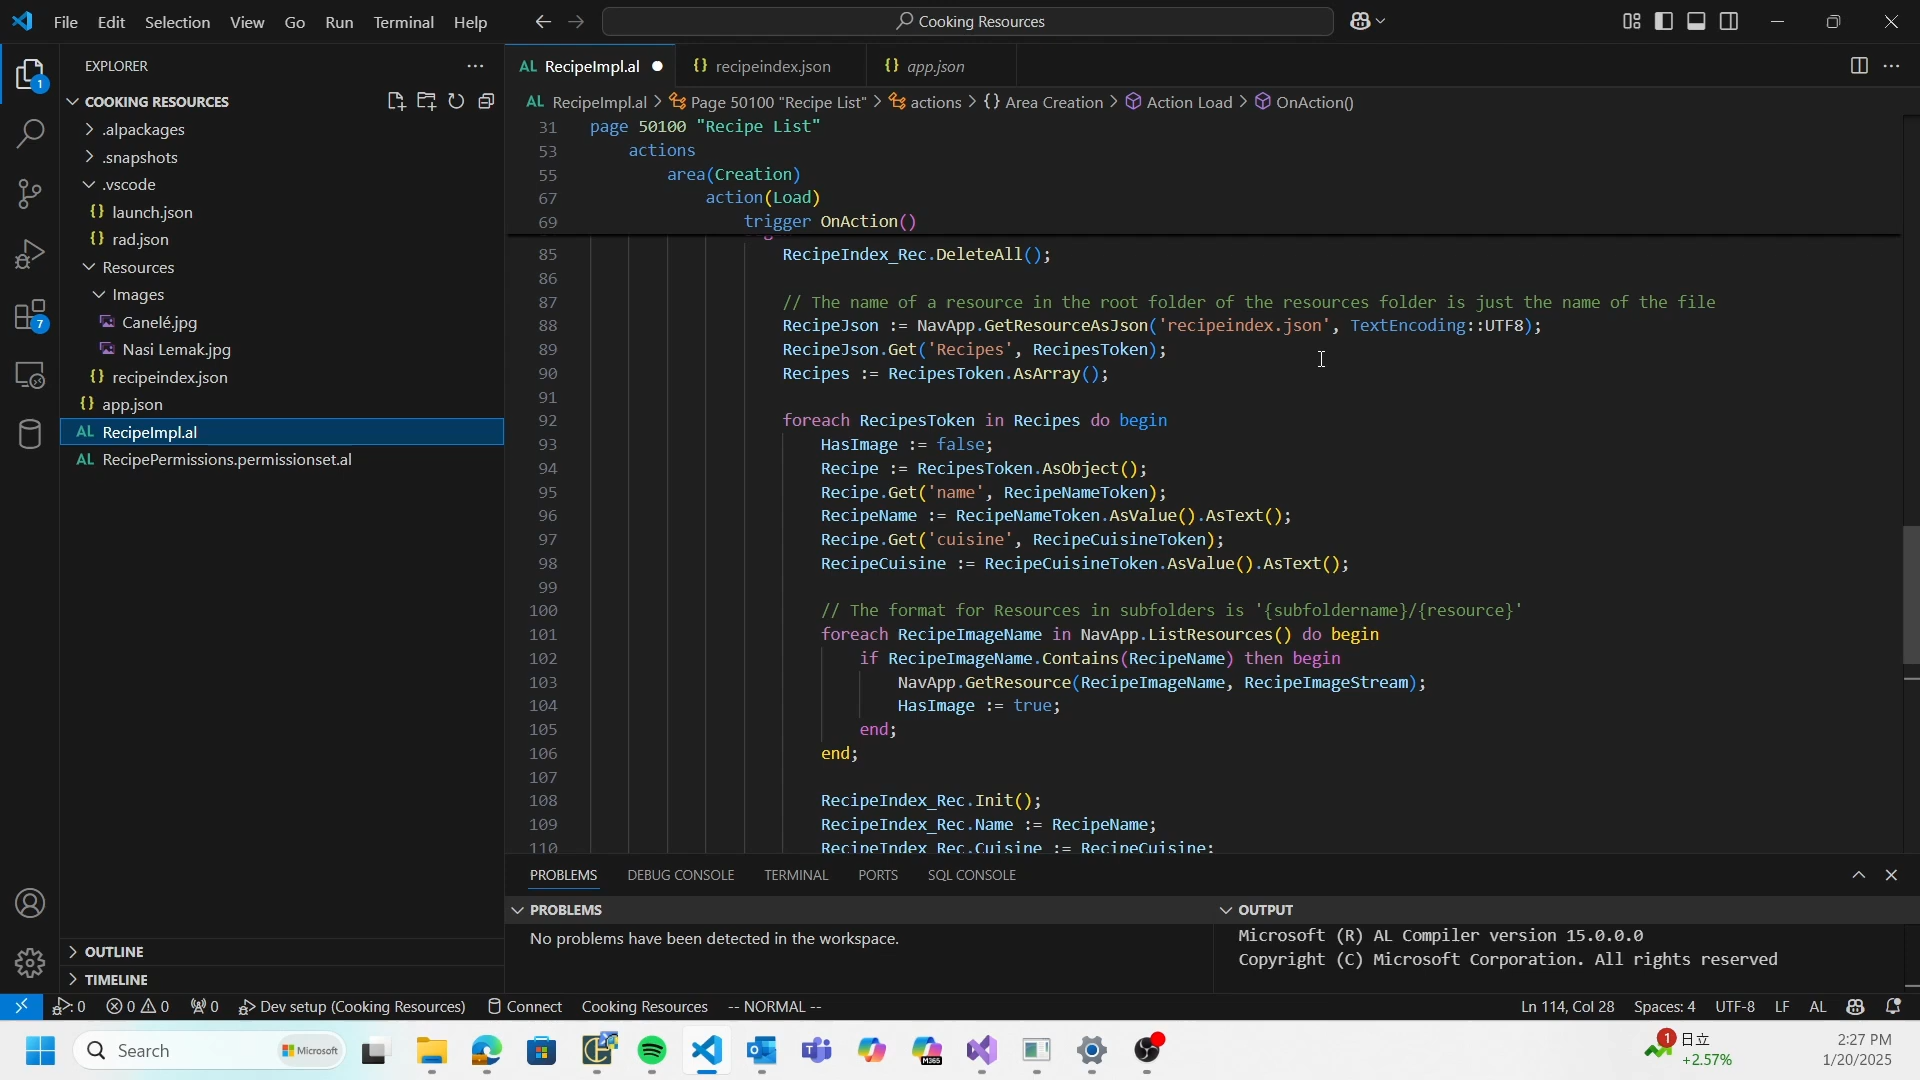 File Edit Selection View Go Run Terminal Help
Cooking Resources
EXPLORER
COOKING RESOURCES
.alpackages
.snapshots
.vscode
launch.json
rad.json
Resources
Images
Canelé.jpg
Nasi Lemak.jpg
recipeindex.json
app.json
RecipeImpl.al
RecipePermissions.permissionset.al
OUTLINE
TIMELINE
1
7
AL RecipeImpl.al {} recipeindex.json {} app.json
AL RecipeImpl.al > Page 50100 "Recipe List" > actions > {} Area Creation > Action Load > OnAction()
31 page 50100 "Recipe List"
53 actions
55 area(Creation)
67 action(Load)
69 trigger OnAction()
85 RecipeIndex_Rec.DeleteAll();
86
87 // The name of a resource in the root folder of the resources folder is just the name of the file
88 RecipeJson := NavApp.GetResourceAsJson('recipeindex.json', TextEncoding::UTF8);
89 RecipeJson.Get('Recipes', RecipesToken);
90 Recipes := RecipesToken.AsArray();
91
92 foreach RecipesToken in Recipes do begin
93 HasImage := false;
94 Recipe := RecipesToken.AsObject();
95 Recipe.Get('name', RecipeNameToken);
96 RecipeName := RecipeNameToken.AsValue().AsText();
97 Recipe.Get('cuisine', RecipeCuisineToken);
98 RecipeCuisine := RecipeCuisineToken.AsValue().AsText();
99
100 // The format for Resources in subfolders is '{subfoldername}/{resource}'
101 foreach RecipeImageName in NavApp.ListResources() do begin
102 if RecipeImageName.Contains(RecipeName) then begin
103 NavApp.GetResource(RecipeImageName, RecipeImageStream);
104 HasImage := true;
105 end;
106 end;
107
108 RecipeIndex_Rec.Init();
109 RecipeIndex_Rec.Name := RecipeName;
110 RecipeIndex_Rec.Cuisine := RecipeCuisine;
PROBLEMS DEBUG CONSOLE TERMINAL PORTS SQL CONSOLE
PROBLEMS
No problems have been detected in the workspace.
OUTPUT
Microsoft (R) AL Compiler version 15.0.0.0
Copyright (C) Microsoft Corporation. All rights reserved
0 0 0 0 Dev setup (Cooking Resources) Connect Cooking Resources -- NORMAL -- Ln 114, Col 28 Spaces: 4 UTF-8 LF AL
Search Microsoft
M365
1 日立
+2.57%
2:27 PM
1/20/2025